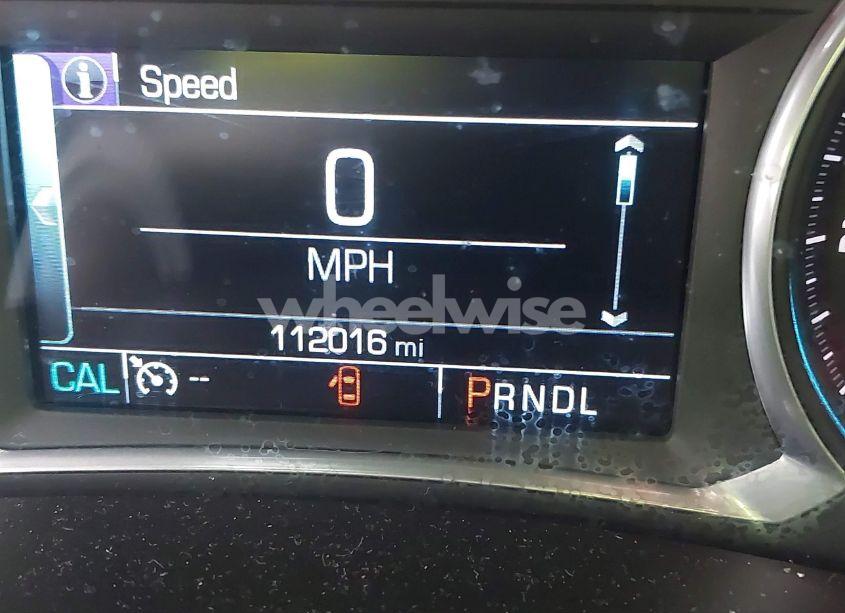 Speed
0
MPH
wheelwise
112016 mi
CAL -- PRNDL